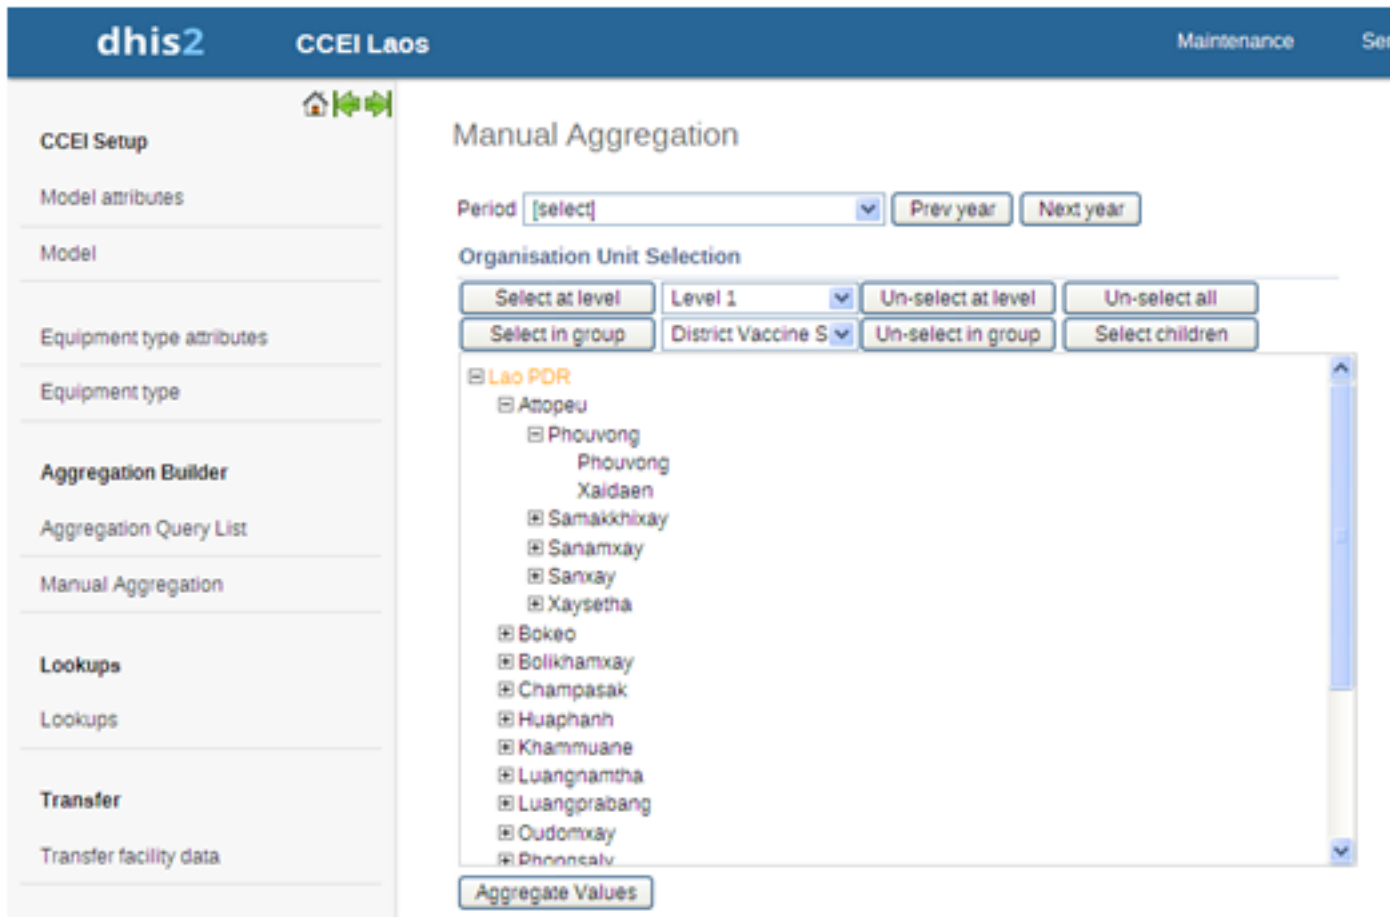 dhis2 CCEI Laos Maintenance Ser
CCEI Setup
Model attributes
Model
Equipment type attributes
Equipment type
Aggregation Builder
Aggregation Query List
Manual Aggregation
Lookups
Lookups
Transfer
Transfer facility data
Manual Aggregation
Period [select] Prev year Next year
Organisation Unit Selection
Select at level Level 1 Un-select at level Un-select all
Select in group District Vaccine S Un-select in group Select children
Lao PDR
Attopeu
Phouvong
Phouvong
Xaidaen
Samakkhixay
Sanamxay
Sanxay
Xaysetha
Bokeo
Bolikhamxay
Champasak
Huaphanh
Khammuane
Luangnamtha
Luangprabang
Oudomxay
Phongsaly
Aggregate Values